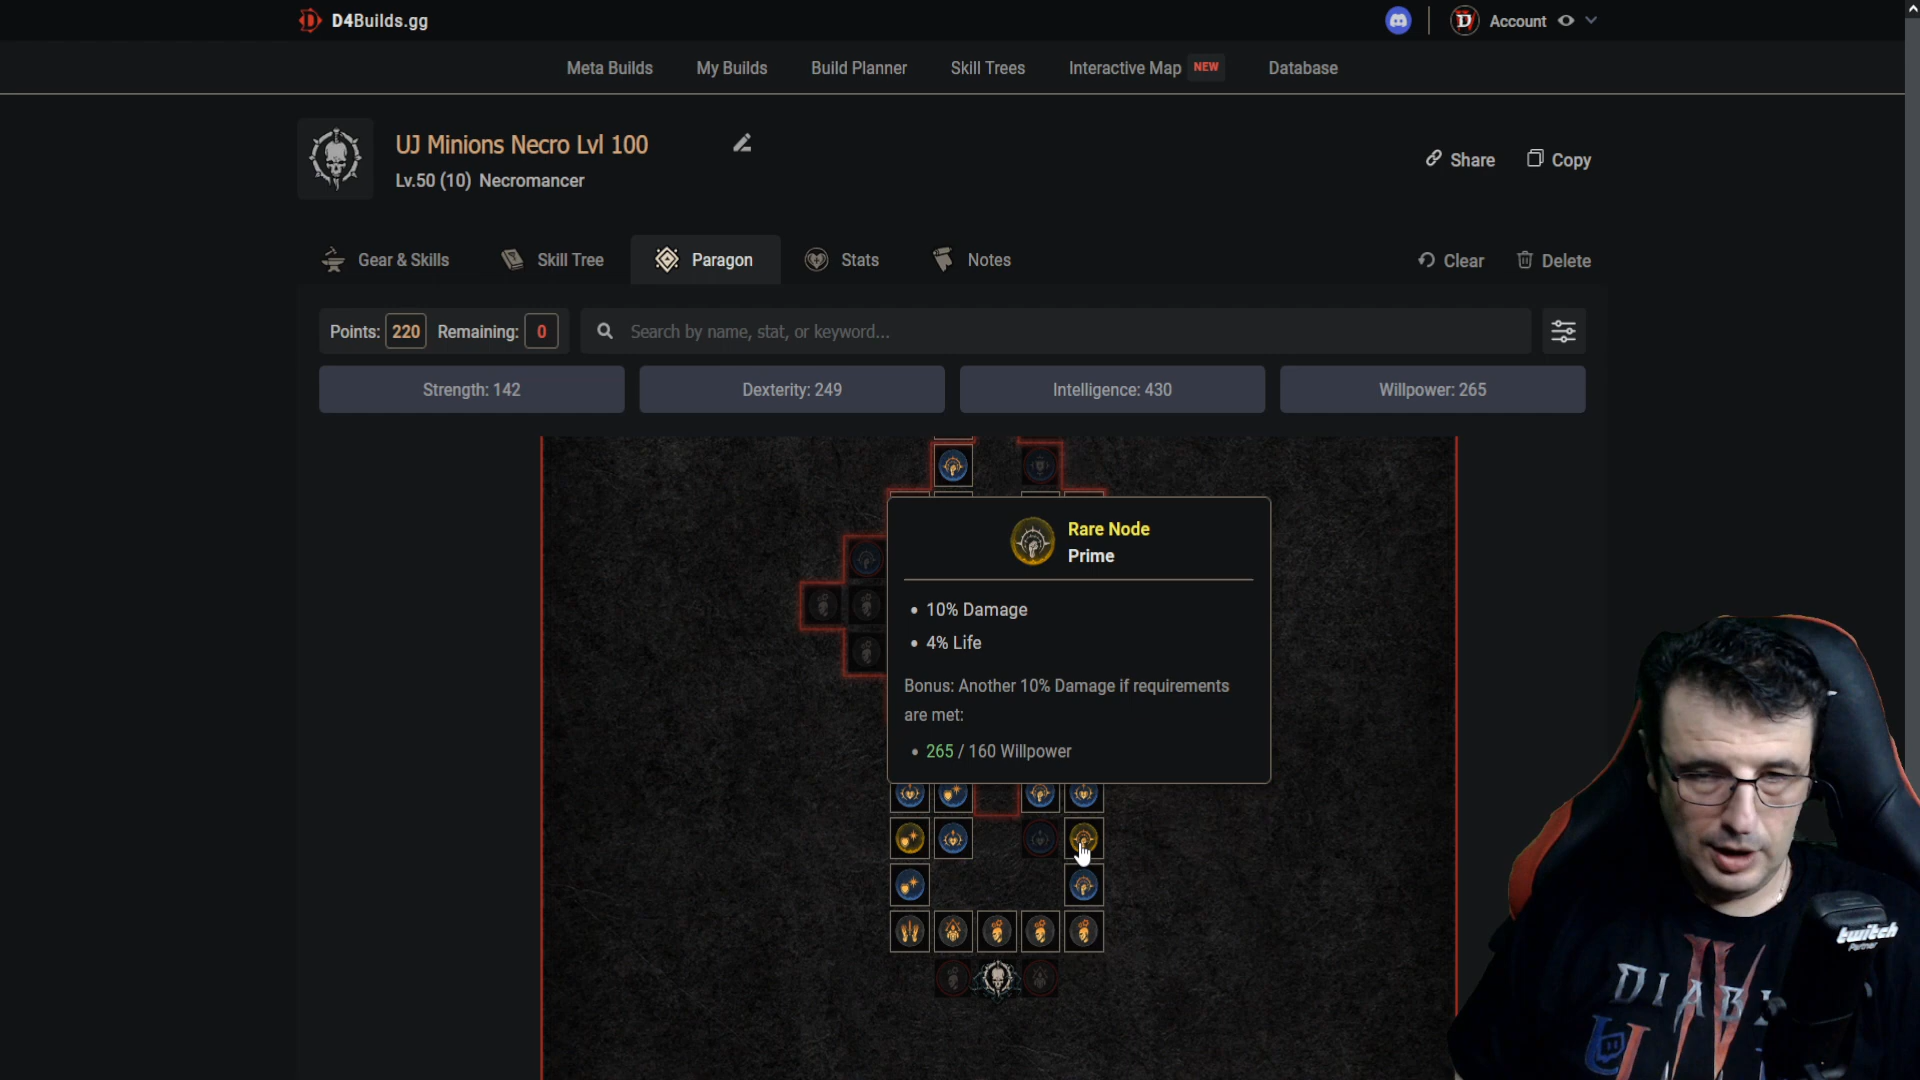 D4Builds.gg
Account
Meta Builds
My Builds
Build Planner
Skill Trees
Interactive Map NEW
Database
UJ Minions Necro Lvl 100
Lv.50 (10) Necromancer
Share
Copy
Gear & Skills
Skill Tree
Paragon
Stats
Notes
Clear
Delete
Points: 220 Remaining: 0
Search by name, stat, or keyword...
Strength: 142
Dexterity: 249
Intelligence: 430
Willpower: 265
Rare Node
Prime
• 10% Damage
• 4% Life
Bonus: Another 10% Damage if requirements
are met:
• 265 / 160 Willpower
twitch
Partner
DIAB